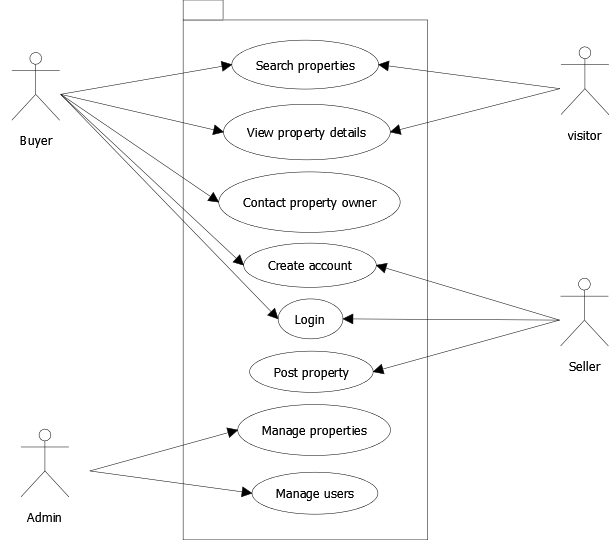 Search properties
Buyer
View property details
visitor
Contact property owner
Create account
Login
Seller
Post property
Manage properties
Admin
Manage users